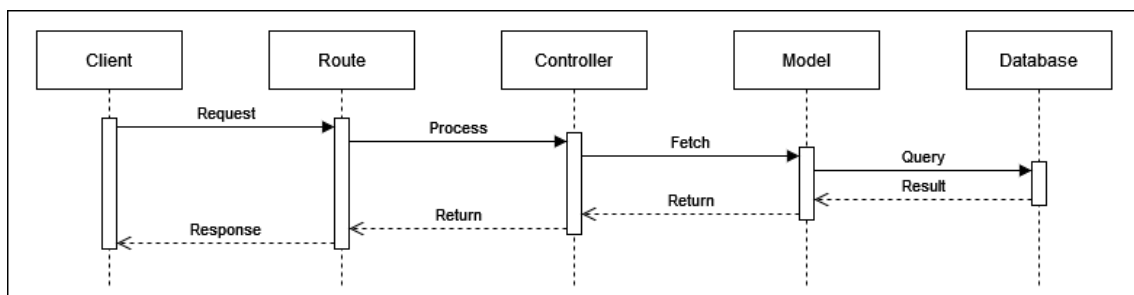 Client
Route
Controller
Model
Database
Request
Process
Fetch
Query
Result
Return
Return
Response